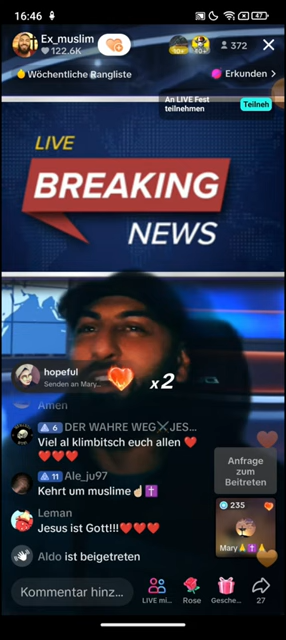 16:46
47
Ex_muslim
122.6K
10+
10+
372
Wöchentliche Rangliste
Erkunden >
An LIVE Fest
teilnehmen
Teilneh
LIVE
BREAKING
NEWS
hopeful
Senden an Mary...
x2
Amen
6 DER WAHRE WEG⚔JES...
Viel al klimbitsch euch allen ❤️
❤️❤️❤️❤️
11 Ale_ju97
Kehrt um muslime☝🏼✝️
Leman
Jesus ist Gott!!!❤️❤️❤️
Aldo ist beigetreten
Anfrage
zum
Beitreten
235
Mary🙏✝️🙏
Kommentar hinz...
LIVE mi...
Rose
Gesche...
27